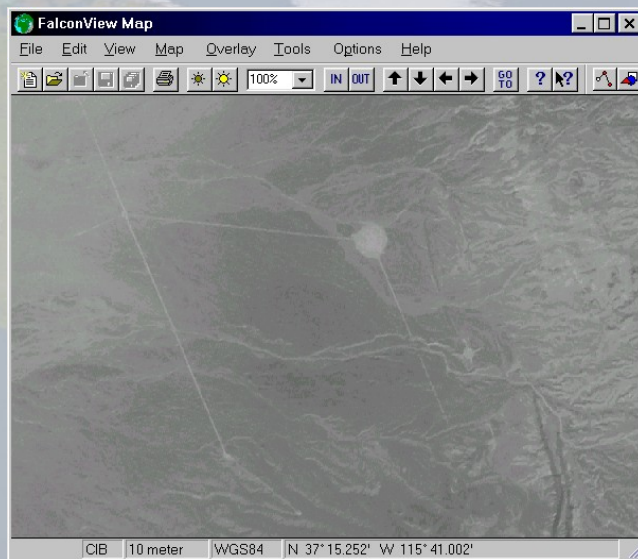 FalconView Map
File Edit View Map Overlay Tools Options Help
100% IN OUT GO TO ? ?
CIB 10 meter WGS84 N 37° 15.252' W 115° 41.002'